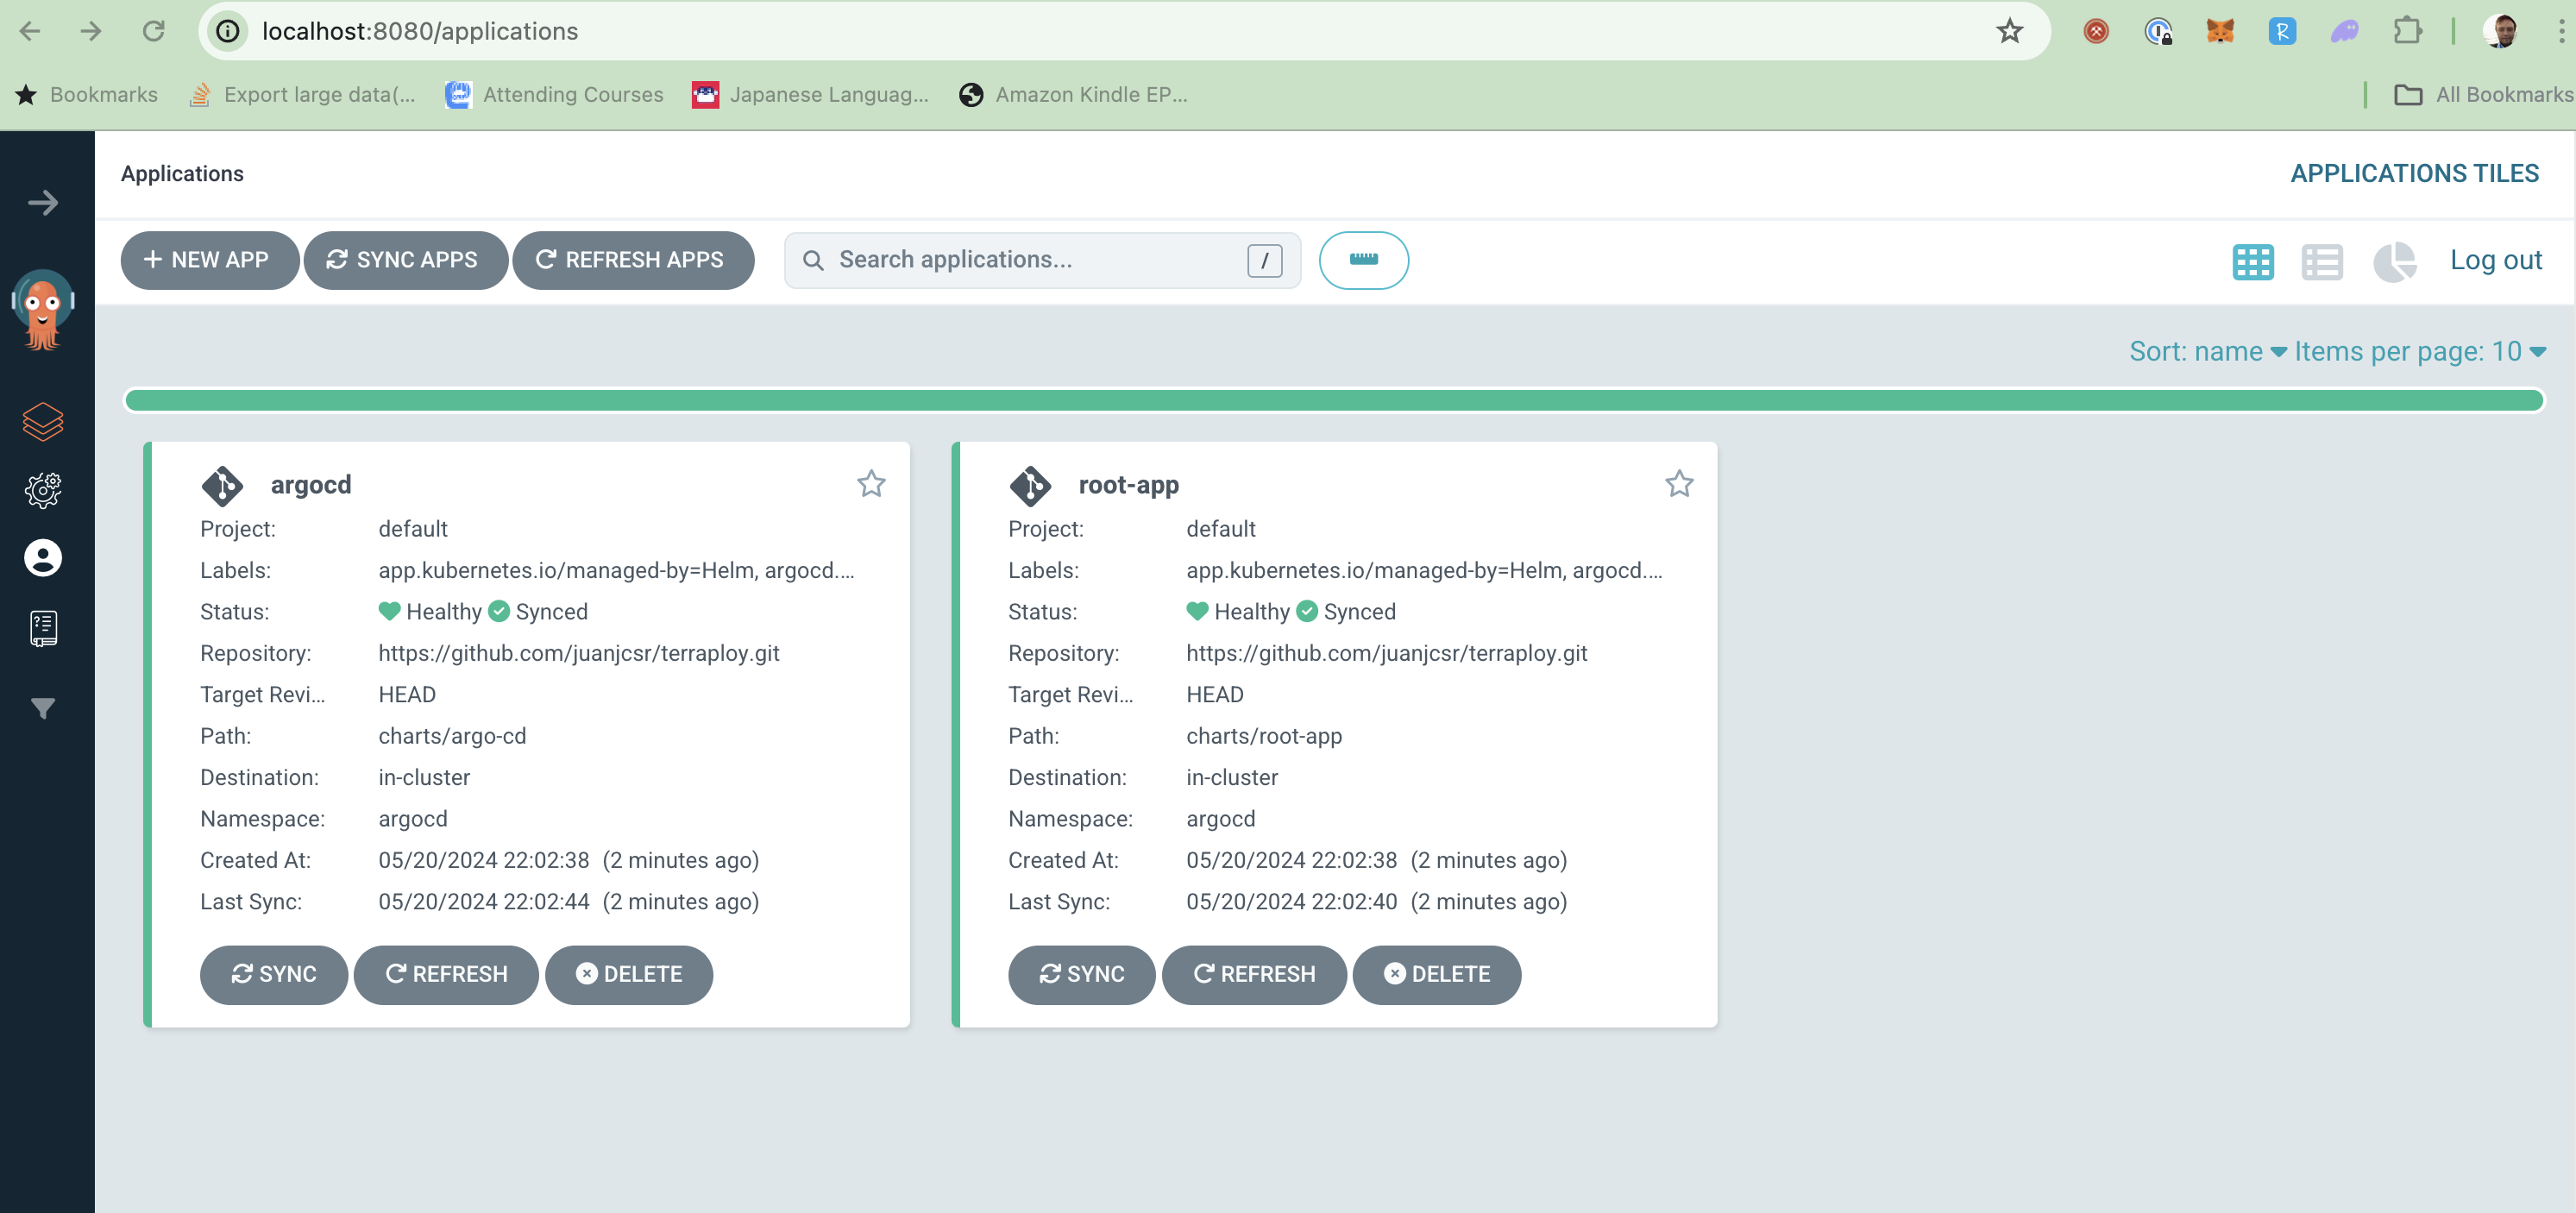 localhost:8080/applications
Bookmarks Export large data(... Attending Courses Japanese Languag... Amazon Kindle EP... All Bookmarks
Applications APPLICATIONS TILES
+ NEW APP SYNC APPS REFRESH APPS Search applications... / Log out
Sort: name Items per page: 10
argocd
Project: default
Labels: app.kubernetes.io/managed-by=Helm, argocd....
Status: Healthy Synced
Repository: https://github.com/juanjcsr/terraploy.git
Target Revi... HEAD
Path: charts/argo-cd
Destination: in-cluster
Namespace: argocd
Created At: 05/20/2024 22:02:38 (2 minutes ago)
Last Sync: 05/20/2024 22:02:44 (2 minutes ago)
SYNC REFRESH DELETE
root-app
Project: default
Labels: app.kubernetes.io/managed-by=Helm, argocd....
Status: Healthy Synced
Repository: https://github.com/juanjcsr/terraploy.git
Target Revi... HEAD
Path: charts/root-app
Destination: in-cluster
Namespace: argocd
Created At: 05/20/2024 22:02:38 (2 minutes ago)
Last Sync: 05/20/2024 22:02:40 (2 minutes ago)
SYNC REFRESH DELETE